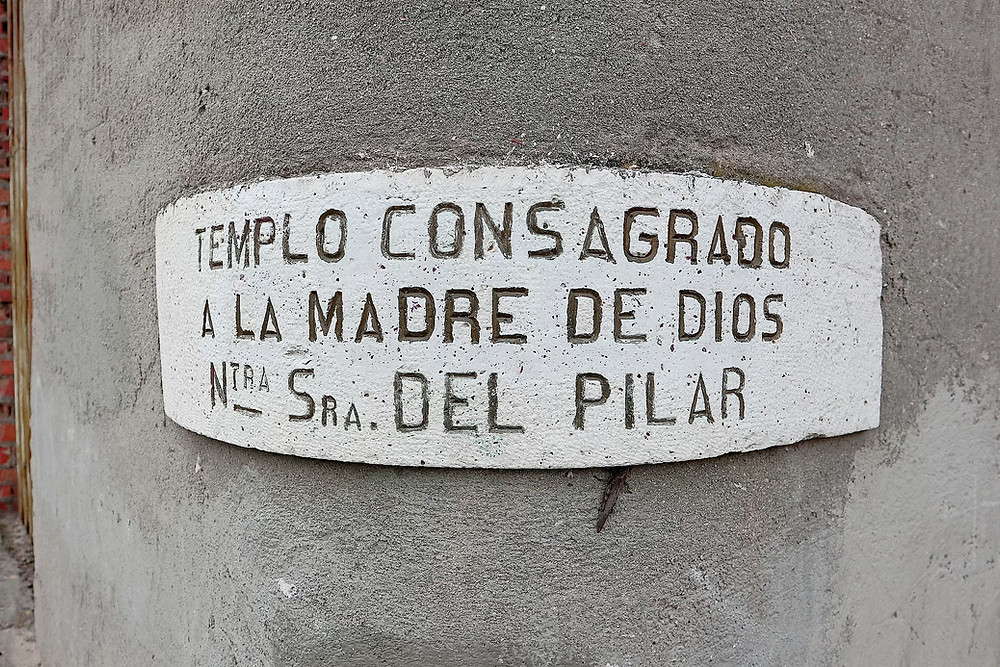 TEMPLO CONSAGRADO
A LA MADRE DE DIOS
NTRA SRA. DEL PILAR